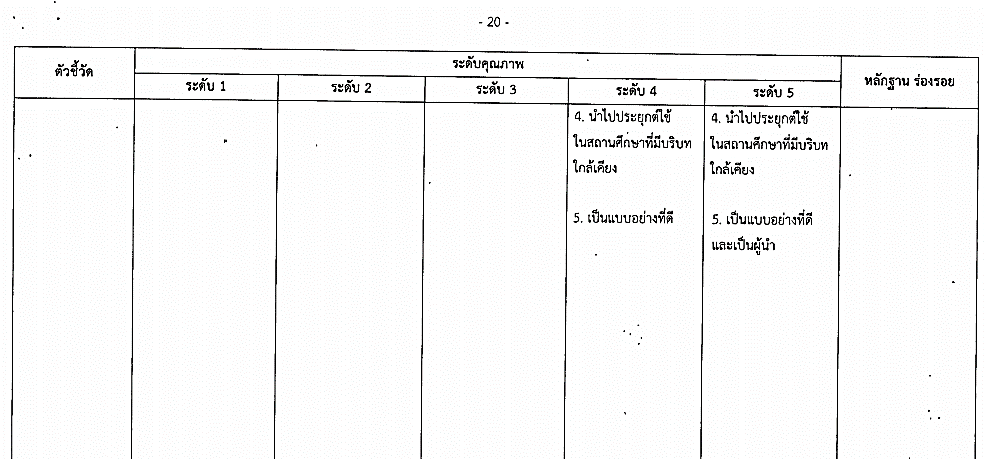 - 20 -
ตัวชี้วัด
ระดับคุณภาพ
หลักฐาน ร่องรอย
ระดับ 1
ระดับ 2
ระดับ 3
ระดับ 4
ระดับ 5
4. นำไปประยุกต์ใช้
ในสถานศึกษาที่มีบริบท
ใกล้เคียง
5. เป็นแบบอย่างที่ดี
4. นำไปประยุกต์ใช้
ในสถานศึกษาที่มีบริบท
ใกล้เคียง
5. เป็นแบบอย่างที่ดี
และเป็นผู้นำ